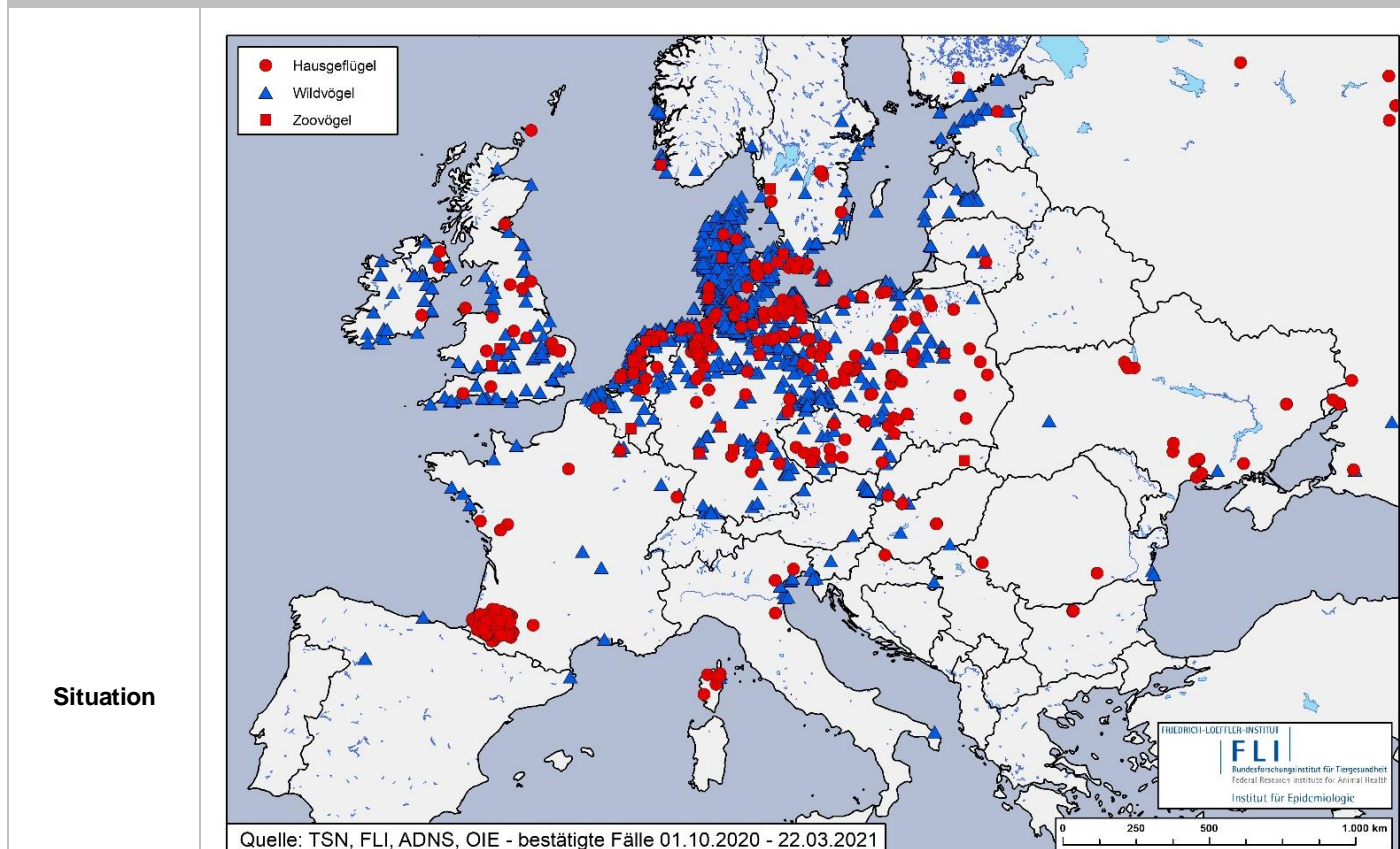 Hausgeflügel
Wildvögel
Zoovögel
Situation
FRIEDRICH-LOEFFLER-INSTITUT
FLI
Bundesforschungsinstitut für Tiergesundheit
Federal Research Institute for Animal Health
Institut für Epidemiologie
Quelle: TSN, FLI, ADNS, OIE - bestätigte Fälle 01.10.2020 - 22.03.2021
0 250 500 1.000 km